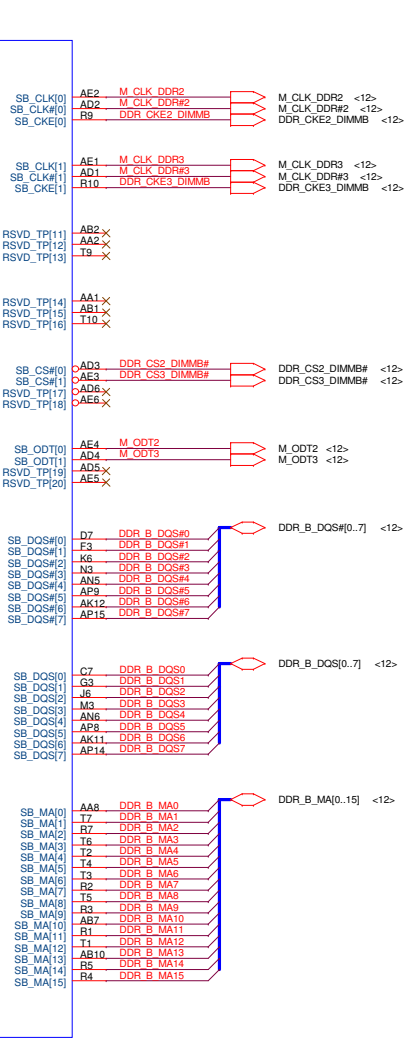 SB_CLK[0] AE2 M_CLK_DDR2 M_CLK_DDR2 <12>
SB_CLK#[0] AD2 M_CLK_DDR#2 M_CLK_DDR#2 <12>
SB_CKE[0] R9 DDR_CKE2_DIMMB DDR_CKE2_DIMMB <12>
SB_CLK[1] AE1 M_CLK_DDR3 M_CLK_DDR3 <12>
SB_CLK#[1] AD1 M_CLK_DDR#3 M_CLK_DDR#3 <12>
SB_CKE[1] R10 DDR_CKE3_DIMMB DDR_CKE3_DIMMB <12>
RSVD_TP[11] AB2
RSVD_TP[12] AA2
RSVD_TP[13] T9
RSVD_TP[14] AA1
RSVD_TP[15] AB1
RSVD_TP[16] T10
SB_CS#[0] AD3 DDR_CS2_DIMMB# DDR_CS2_DIMMB# <12>
SB_CS#[1] AE3 DDR_CS3_DIMMB# DDR_CS3_DIMMB# <12>
RSVD_TP[17] AD6
RSVD_TP[18] AE6
SB_ODT[0] AE4 M_ODT2 M_ODT2 <12>
SB_ODT[1] AD4 M_ODT3 M_ODT3 <12>
RSVD_TP[19] AD5
RSVD_TP[20] AE5
DDR_B_DQS#[0..7] <12>
SB_DQS#[0] D7 DDR_B_DQS#0
SB_DQS#[1] F3 DDR_B_DQS#1
SB_DQS#[2] K6 DDR_B_DQS#2
SB_DQS#[3] N3 DDR_B_DQS#3
SB_DQS#[4] AN5 DDR_B_DQS#4
SB_DQS#[5] AP9 DDR_B_DQS#5
SB_DQS#[6] AK12 DDR_B_DQS#6
SB_DQS#[7] AP15 DDR_B_DQS#7
DDR_B_DQS[0..7] <12>
SB_DQS[0] C7 DDR_B_DQS0
SB_DQS[1] G3 DDR_B_DQS1
SB_DQS[2] J6 DDR_B_DQS2
SB_DQS[3] M3 DDR_B_DQS3
SB_DQS[4] AN6 DDR_B_DQS4
SB_DQS[5] AP8 DDR_B_DQS5
SB_DQS[6] AK11 DDR_B_DQS6
SB_DQS[7] AP14 DDR_B_DQS7
DDR_B_MA[0..15] <12>
SB_MA[0] AA8 DDR_B_MA0
SB_MA[1] T7 DDR_B_MA1
SB_MA[2] R7 DDR_B_MA2
SB_MA[3] T6 DDR_B_MA3
SB_MA[4] T2 DDR_B_MA4
SB_MA[5] T4 DDR_B_MA5
SB_MA[6] T3 DDR_B_MA6
SB_MA[7] R2 DDR_B_MA7
SB_MA[8] T5 DDR_B_MA8
SB_MA[9] R3 DDR_B_MA9
SB_MA[10] AB7 DDR_B_MA10
SB_MA[11] R1 DDR_B_MA11
SB_MA[12] T1 DDR_B_MA12
SB_MA[13] AB10 DDR_B_MA13
SB_MA[14] R5 DDR_B_MA14
SB_MA[15] R4 DDR_B_MA15